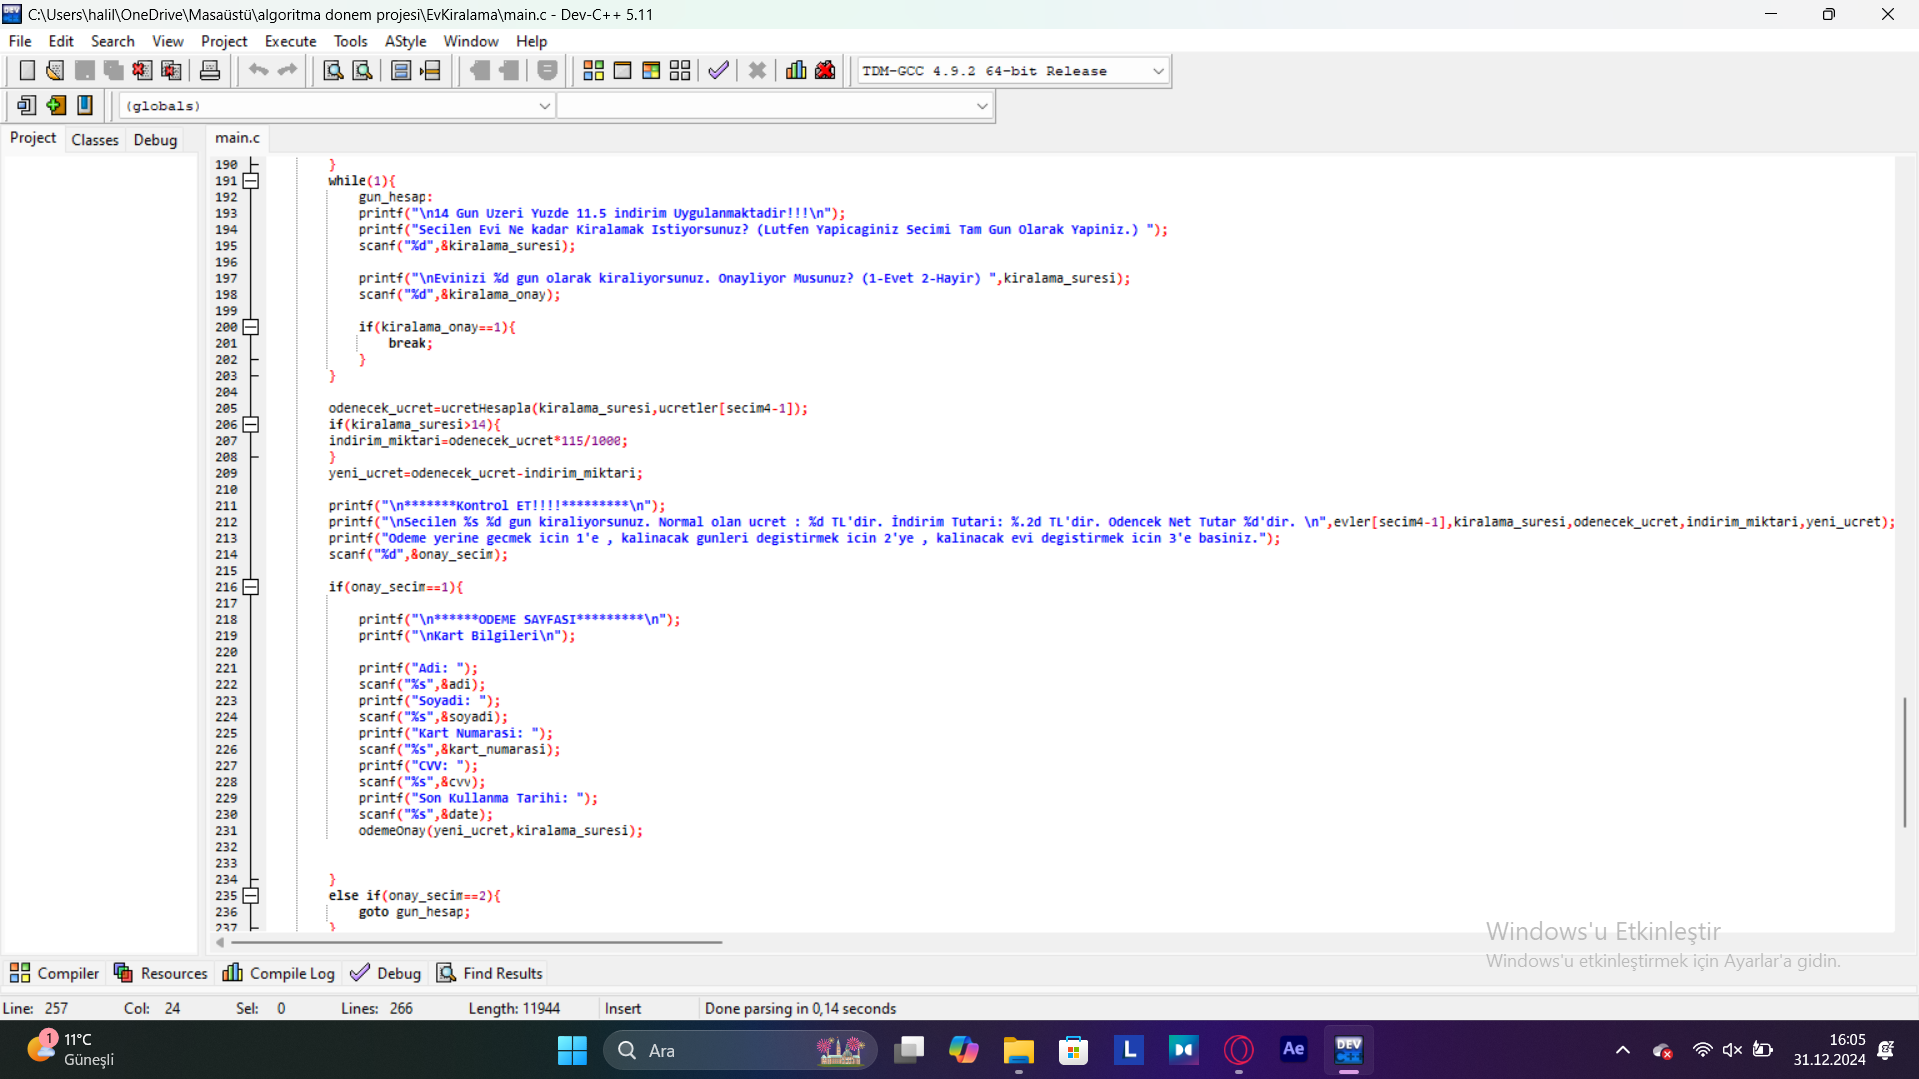 C:\Users\halil\OneDrive\Masaüstü\algoritma donem projesi\EvKiralama\main.c - Dev-C++ 5.11
File Edit Search View Project Execute Tools AStyle Window Help
TDM-GCC 4.9.2 64-bit Release
(globals)
Project Classes Debug main.c
190 }
191 while(1){
192 gun_hesap:
193 printf("\n14 Gun Uzeri Yuzde 11.5 indirim Uygulanmaktadir!!!\n");
194 printf("Secilen Evi Ne kadar Kiralamak Istiyorsunuz? (Lutfen Yapicaginiz Secimi Tam Gun Olarak Yapiniz.) ");
195 scanf("%d",&kiralama_suresi);
196
197 printf("\nEvinizi %d gun olarak kiraliyorsunuz. Onayliyor Musunuz? (1-Evet 2-Hayir) ",kiralama_suresi);
198 scanf("%d",&kiralama_onay);
199
200 if(kiralama_onay==1){
201 break;
202 }
203 }
204
205 odenecek_ucret=ucretHesapla(kiralama_suresi,ucretler[secim4-1]);
206 if(kiralama_suresi>14){
207 indirim_miktari=odenecek_ucret*115/1000;
208 }
209 yeni_ucret=odenecek_ucret-indirim_miktari;
210
211 printf("\n*******Kontrol ET!!!!*********\n");
212 printf("\nSecilen %s %d gun kiraliyorsunuz. Normal olan ucret : %d TL'dir. İndirim Tutari: %.2d TL'dir. Odencek Net Tutar %d'dir. \n",evler[secim4-1],kiralama_suresi,odenecek_ucret,indirim_miktari,yeni_ucret);
213 printf("Odeme yerine gecmek icin 1'e , kalinacak gunleri degistirmek icin 2'ye , kalinacak evi degistirmek icin 3'e basiniz.");
214 scanf("%d",&onay_secim);
215
216 if(onay_secim==1){
217
218 printf("\n******ODEME SAYFASI*********\n");
219 printf("\nKart Bilgileri\n");
220
221 printf("Adi: ");
222 scanf("%s",&adi);
223 printf("Soyadi: ");
224 scanf("%s",&soyadi);
225 printf("Kart Numarasi: ");
226 scanf("%s",&kart_numarasi);
227 printf("CVV: ");
228 scanf("%s",&cvv);
229 printf("Son Kullanma Tarihi: ");
230 scanf("%s",&date);
231 odemeOnay(yeni_ucret,kiralama_suresi);
232
233
234 }
235 else if(onay_secim==2){
236 goto gun_hesap;
237 }
Windows'u Etkinleştir
Windows'u etkinleştirmek için Ayarlar'a gidin.
Compiler Resources Compile Log Debug Find Results
Line: 257 Col: 24 Sel: 0 Lines: 266 Length: 11944 Insert Done parsing in 0,14 seconds
1 11°C
Güneşli
Ara
L
Ae
DEV
C++
16:05
31.12.2024